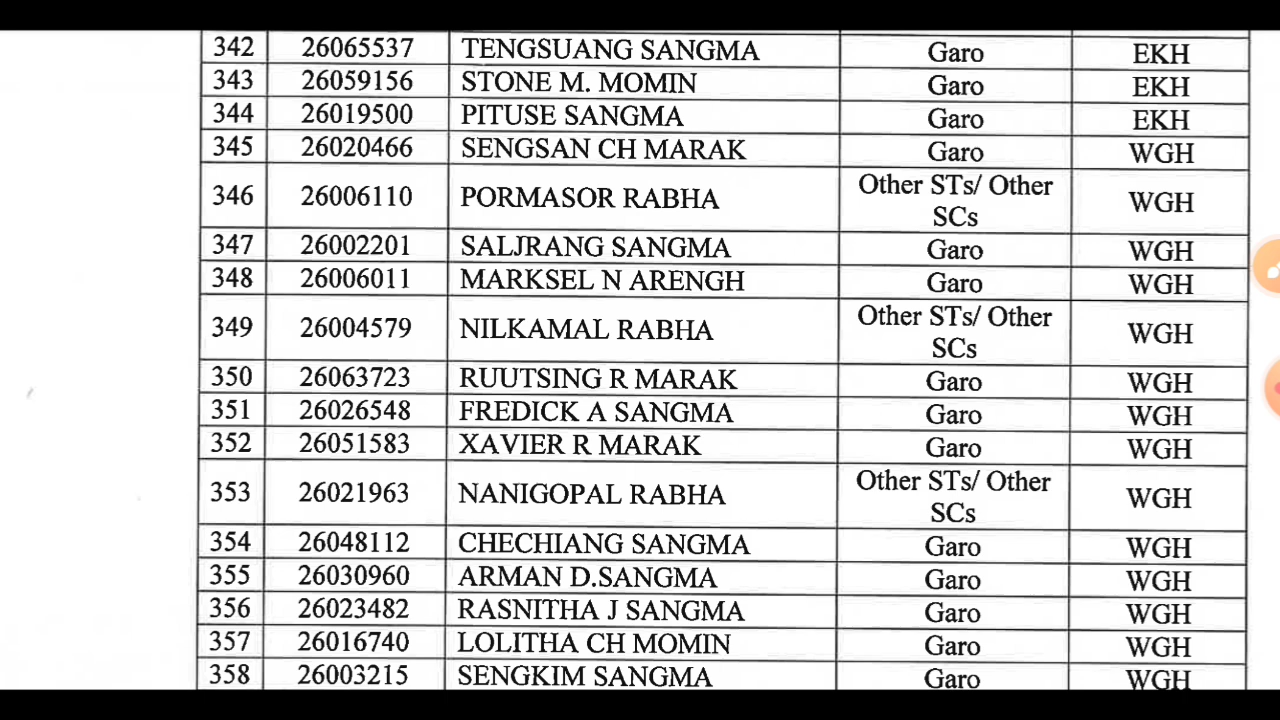 342 26065537 TENGSUANG SANGMA Garo EKH
343 26059156 STONE M. MOMIN Garo EKH
344 26019500 PITUSE SANGMA Garo EKH
345 26020466 SENGSAN CH MARAK Garo WGH
346 26006110 PORMASOR RABHA Other STs/ Other SCs WGH
347 26002201 SALJRANG SANGMA Garo WGH
348 26006011 MARKSEL N ARENGH Garo WGH
349 26004579 NILKAMAL RABHA Other STs/ Other SCs WGH
350 26063723 RUUTSING R MARAK Garo WGH
351 26026548 FREDICK A SANGMA Garo WGH
352 26051583 XAVIER R MARAK Garo WGH
353 26021963 NANIGOPAL RABHA Other STs/ Other SCs WGH
354 26048112 CHECHIANG SANGMA Garo WGH
355 26030960 ARMAN D.SANGMA Garo WGH
356 26023482 RASNITHA J SANGMA Garo WGH
357 26016740 LOLITHA CH MOMIN Garo WGH
358 26003215 SENGKIM SANGMA Garo WGH